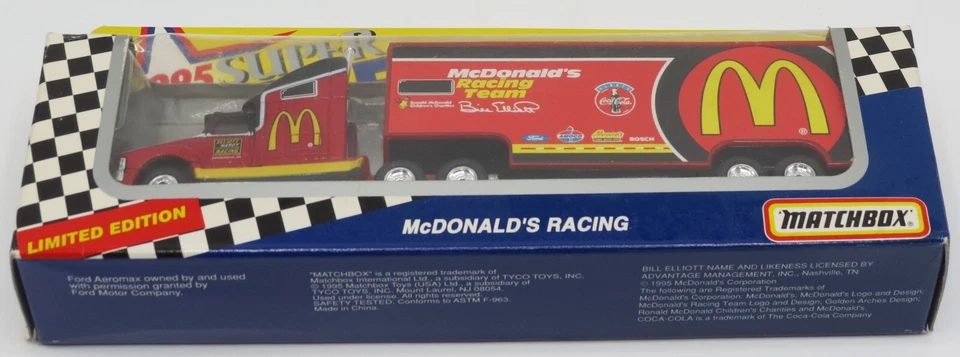 1995 SUPER
McDonald's
Racing
Team
Ronald McDonald
Children's Charities
Bill Elliott
Coca-Cola
Ford
AMOCO
Mercury
BOSCH
RACING
®
LIMITED EDITION
McDONALD'S RACING
MATCHBOX
Ford Aeromax owned by and used
with permission granted by
Ford Motor Company.
"MATCHBOX" is a registered trademark of
Matchbox International Ltd., a subsidiary of TYCO TOYS, INC.
© 1995 Matchbox Toys (USA) Ltd., a subsidiary of
TYCO TOYS, INC. Mount Laurel, NJ 08054.
Used under license. All rights reserved.
SAFETY TESTED. Conforms to ASTM F-963.
Made in China.
BILL ELLIOTT NAME AND LIKENESS LICENSED BY
ADVANTAGE MANAGEMENT, INC., Nashville, TN
© 1995 McDonald's Corporation
The following are Registered Trademarks of
McDonald's Corporation: McDonald's, McDonald's Logo and Design,
McDonald's Racing Team Logo and Design; Golden Arches Design;
Ronald McDonald Children's Charities and McDonald's
COCA-COLA is a trademark of The Coca-Cola Company